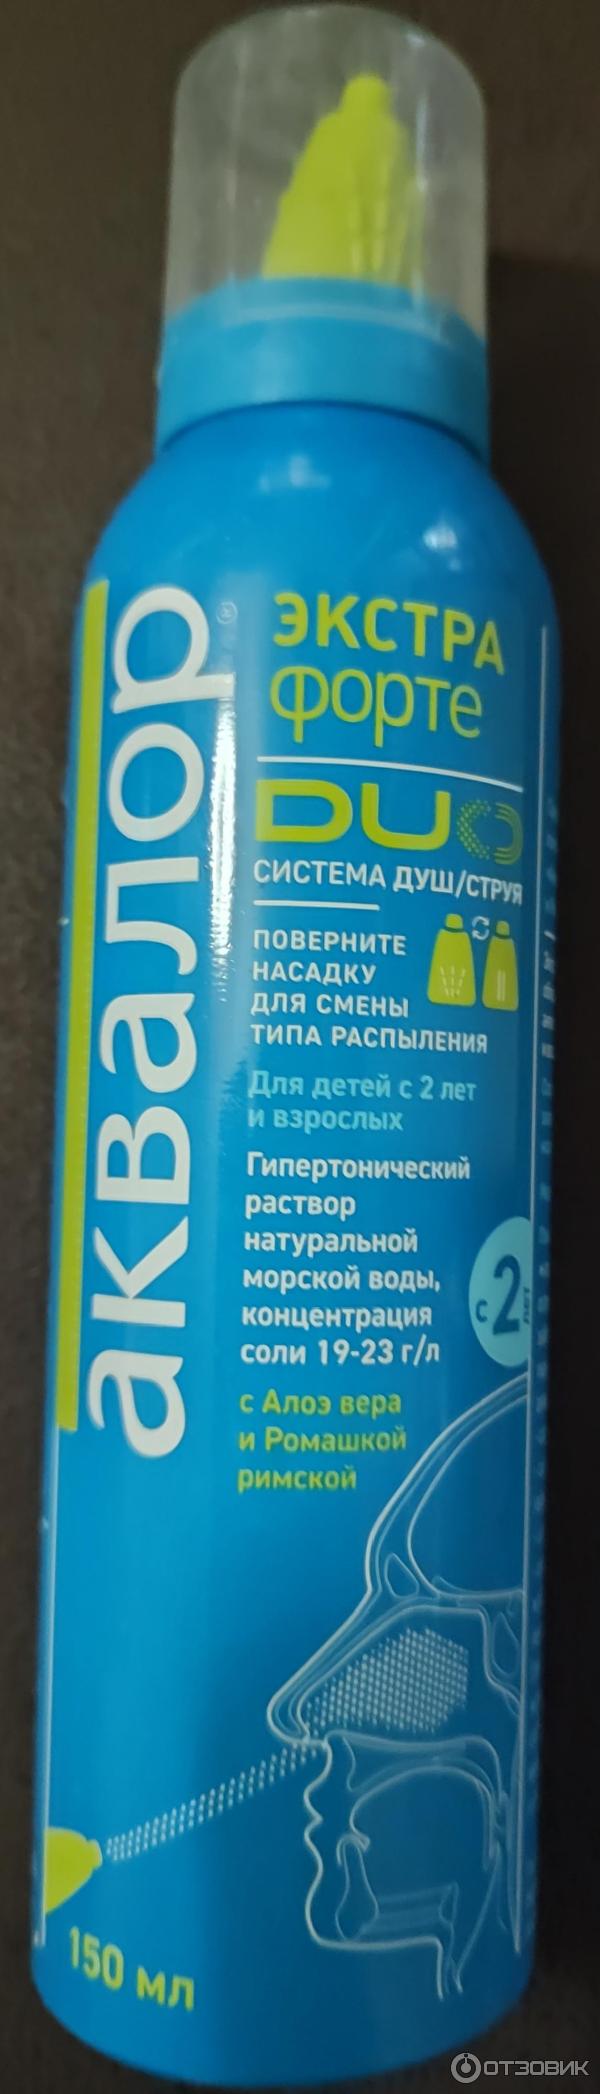 аквалор®
ЭКСТРА
форте
DUO
СИСТЕМА ДУШ/СТРУЯ
ПОВЕРНИТЕ
НАСАДКУ
ДЛЯ СМЕНЫ
ТИПА РАСПЫЛЕНИЯ
Для детей с 2 лет
и взрослых
Гипертонический
раствор
натуральной
морской воды,
концентрация
соли 19-23 г/л
с 2 лет
с Алоэ вера
и Ромашкой
римской
150 мл
ОТЗОВИК